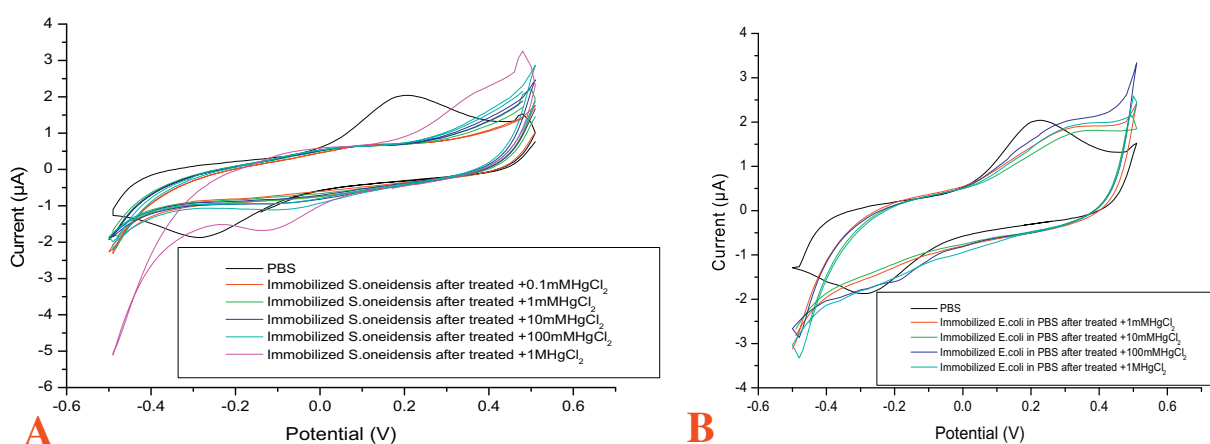 4
3
2
1
0
-1
-2
-3
-4
-5
-6
Current (µA)
PBS
Immobilized S.oneidensis after treated +0.1mMHgCl2
Immobilized S.oneidensis after treated +1mMHgCl2
Immobilized S.oneidensis after treated +10mMHgCl2
Immobilized S.oneidensis after treated +100mMHgCl2
Immobilized S.oneidensis after treated +1MHgCl2
-0.6 -0.4 -0.2 0.0 0.2 0.4 0.6
Potential (V)
A
4
3
2
1
0
-1
-2
-3
-4
Current (µA)
PBS
Immobilized E.coli in PBS after treated +1mMHgCl2
Immobilized E.coli in PBS after treated +10mMHgCl2
Immobilized E.coli in PBS after treated +100mMHgCl2
Immobilized E.coli in PBS after treated +1MHgCl2
-0.6 -0.4 -0.2 0.0 0.2 0.4 0.6
Potential (V)
B